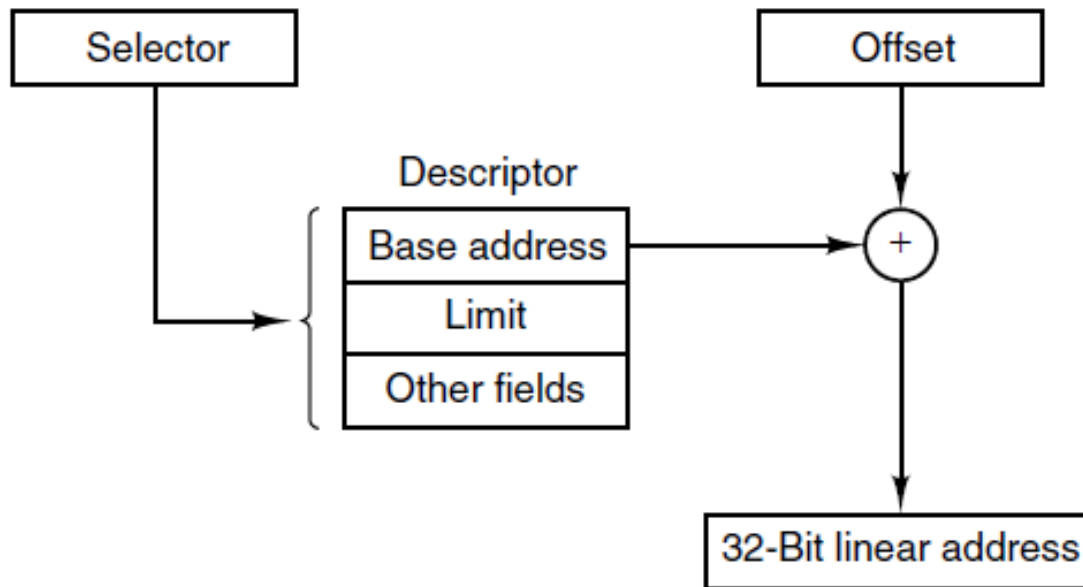 Selector
Offset
Descriptor
Base address
+
Limit
Other fields
32-Bit linear address